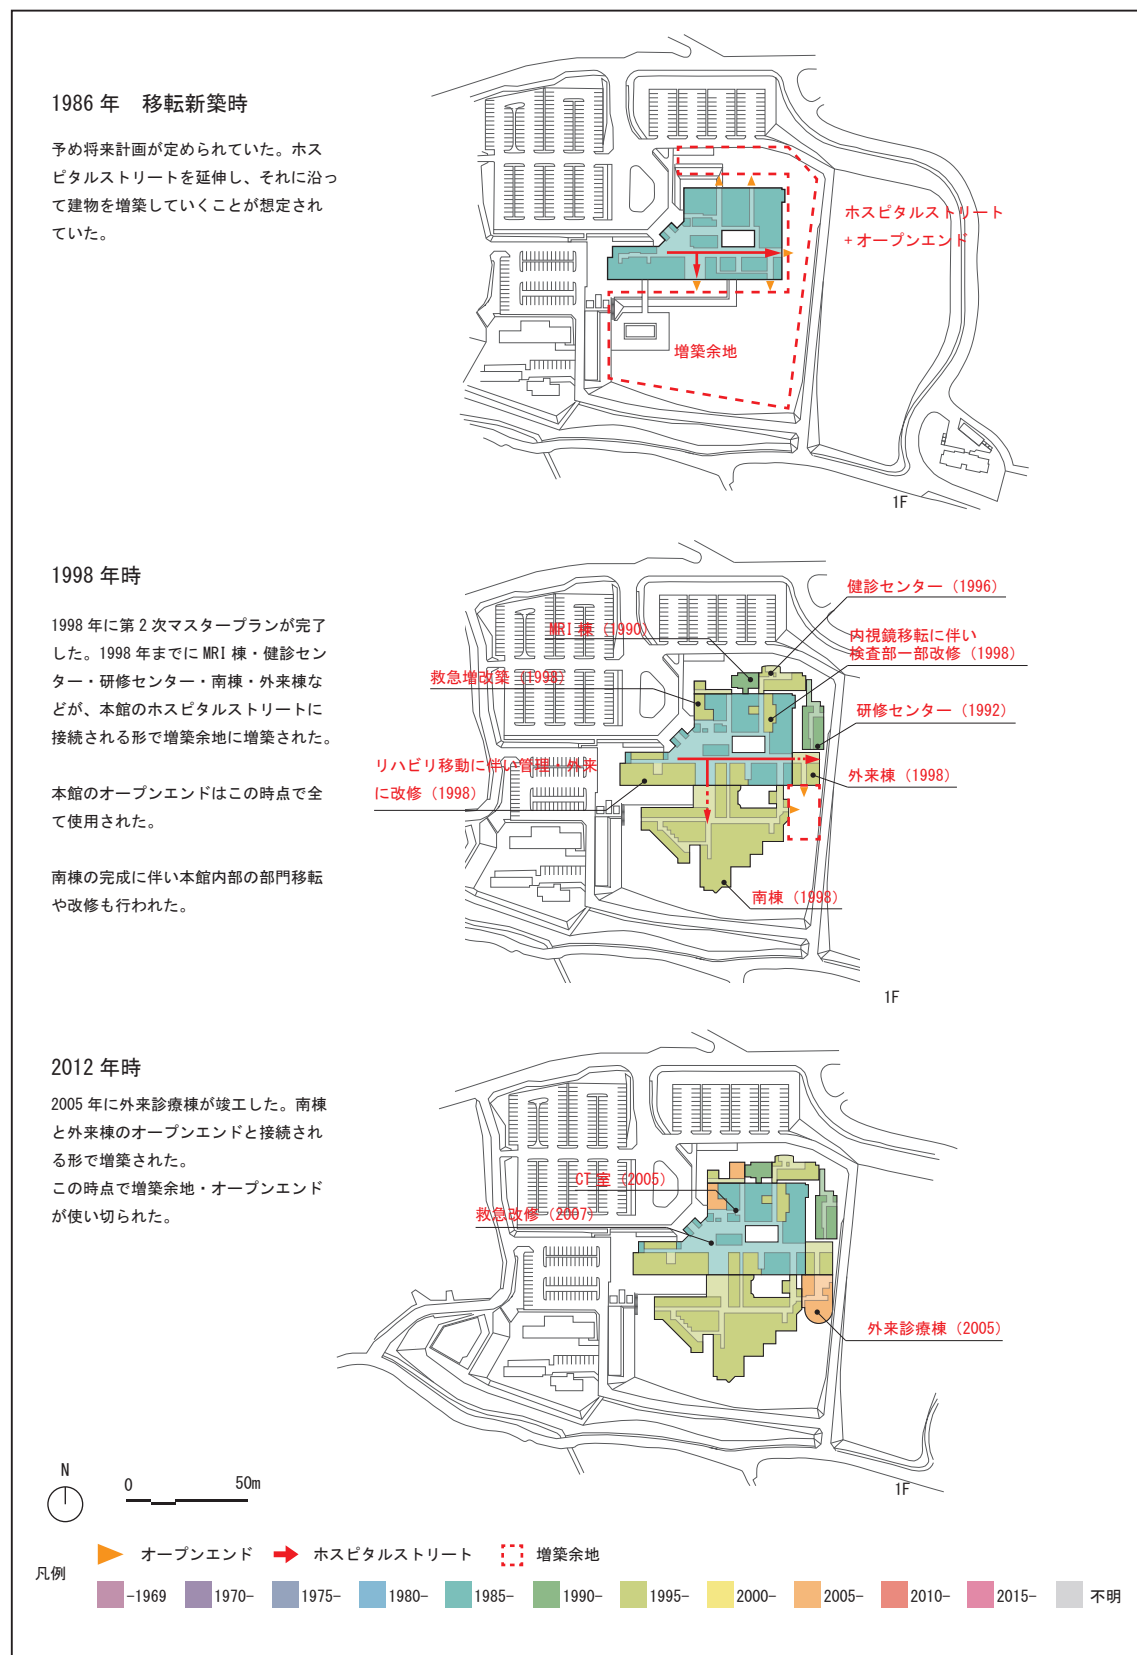 1986 年　移転新築時
予め将来計画が定められていた。ホス
ピタルストリートを延伸し、それに沿っ
て建物を増築していくことが想定され
ていた。
ホスピタルストリート
+ オープンエンド
増築余地
1F
1998 年時
1998 年に第 2 次マスタープランが完了
した。1998 年までに MRI 棟・健診セン
ター・研修センター・南棟・外来棟な
どが、本館のホスピタルストリートに
接続される形で増築余地に増築された。
本館のオープンエンドはこの時点で全
て使用された。
南棟の完成に伴い本館内部の部門移転
や改修も行われた。
健診センター（1996）
MRI 棟（1990）
内視鏡移転に伴い
検査部一部改修（1998）
救急増改築（1998）
研修センター（1992）
リハビリ移動に伴い管理・外来
に改修（1998）
外来棟（1998）
南棟（1998）
1F
2012 年時
2005 年に外来診療棟が竣工した。南棟
と外来棟のオープンエンドと接続され
る形で増築された。
この時点で増築余地・オープンエンド
が使い切られた。
CT 室（2005）
救急改修（2007）
外来診療棟（2005）
1F
N
0
50m
凡例
オープンエンド
ホスピタルストリート
増築余地
-1969
1970-
1975-
1980-
1985-
1990-
1995-
2000-
2005-
2010-
2015-
不明